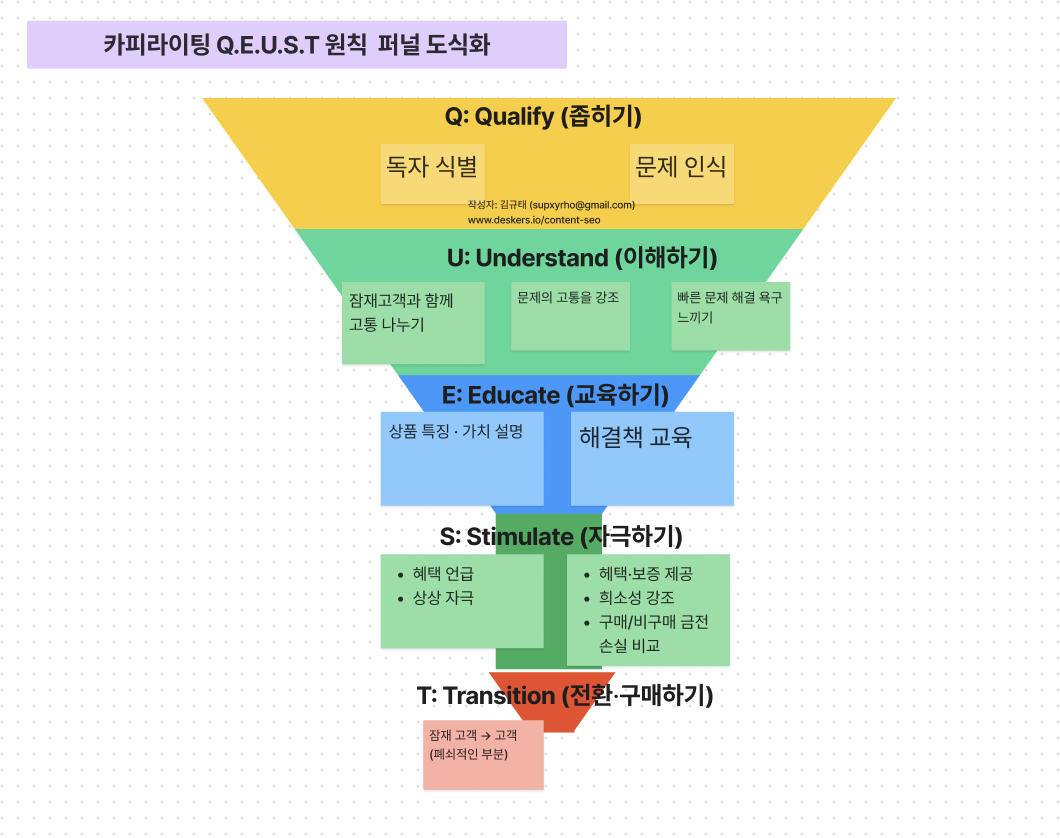 카피라이팅 Q.E.U.S.T 원칙 퍼널 도식화
Q: Qualify (좁히기)
독자 식별
문제 인식
작성자: 김규태 (supxyrho@gmail.com)
www.deskers.io/content-seo
U: Understand (이해하기)
잠재고객과 함께
고통 나누기
문제의 고통을 강조
빠른 문제 해결 욕구
느끼기
E: Educate (교육하기)
상품 특징 · 가치 설명
해결책 교육
S: Stimulate (자극하기)
• 혜택 언급
• 상상 자극
• 헤택·보증 제공
• 희소성 강조
• 구매/비구매 금전
손실 비교
T: Transition (전환·구매하기)
잠재 고객 → 고객
(폐쇠적인 부분)